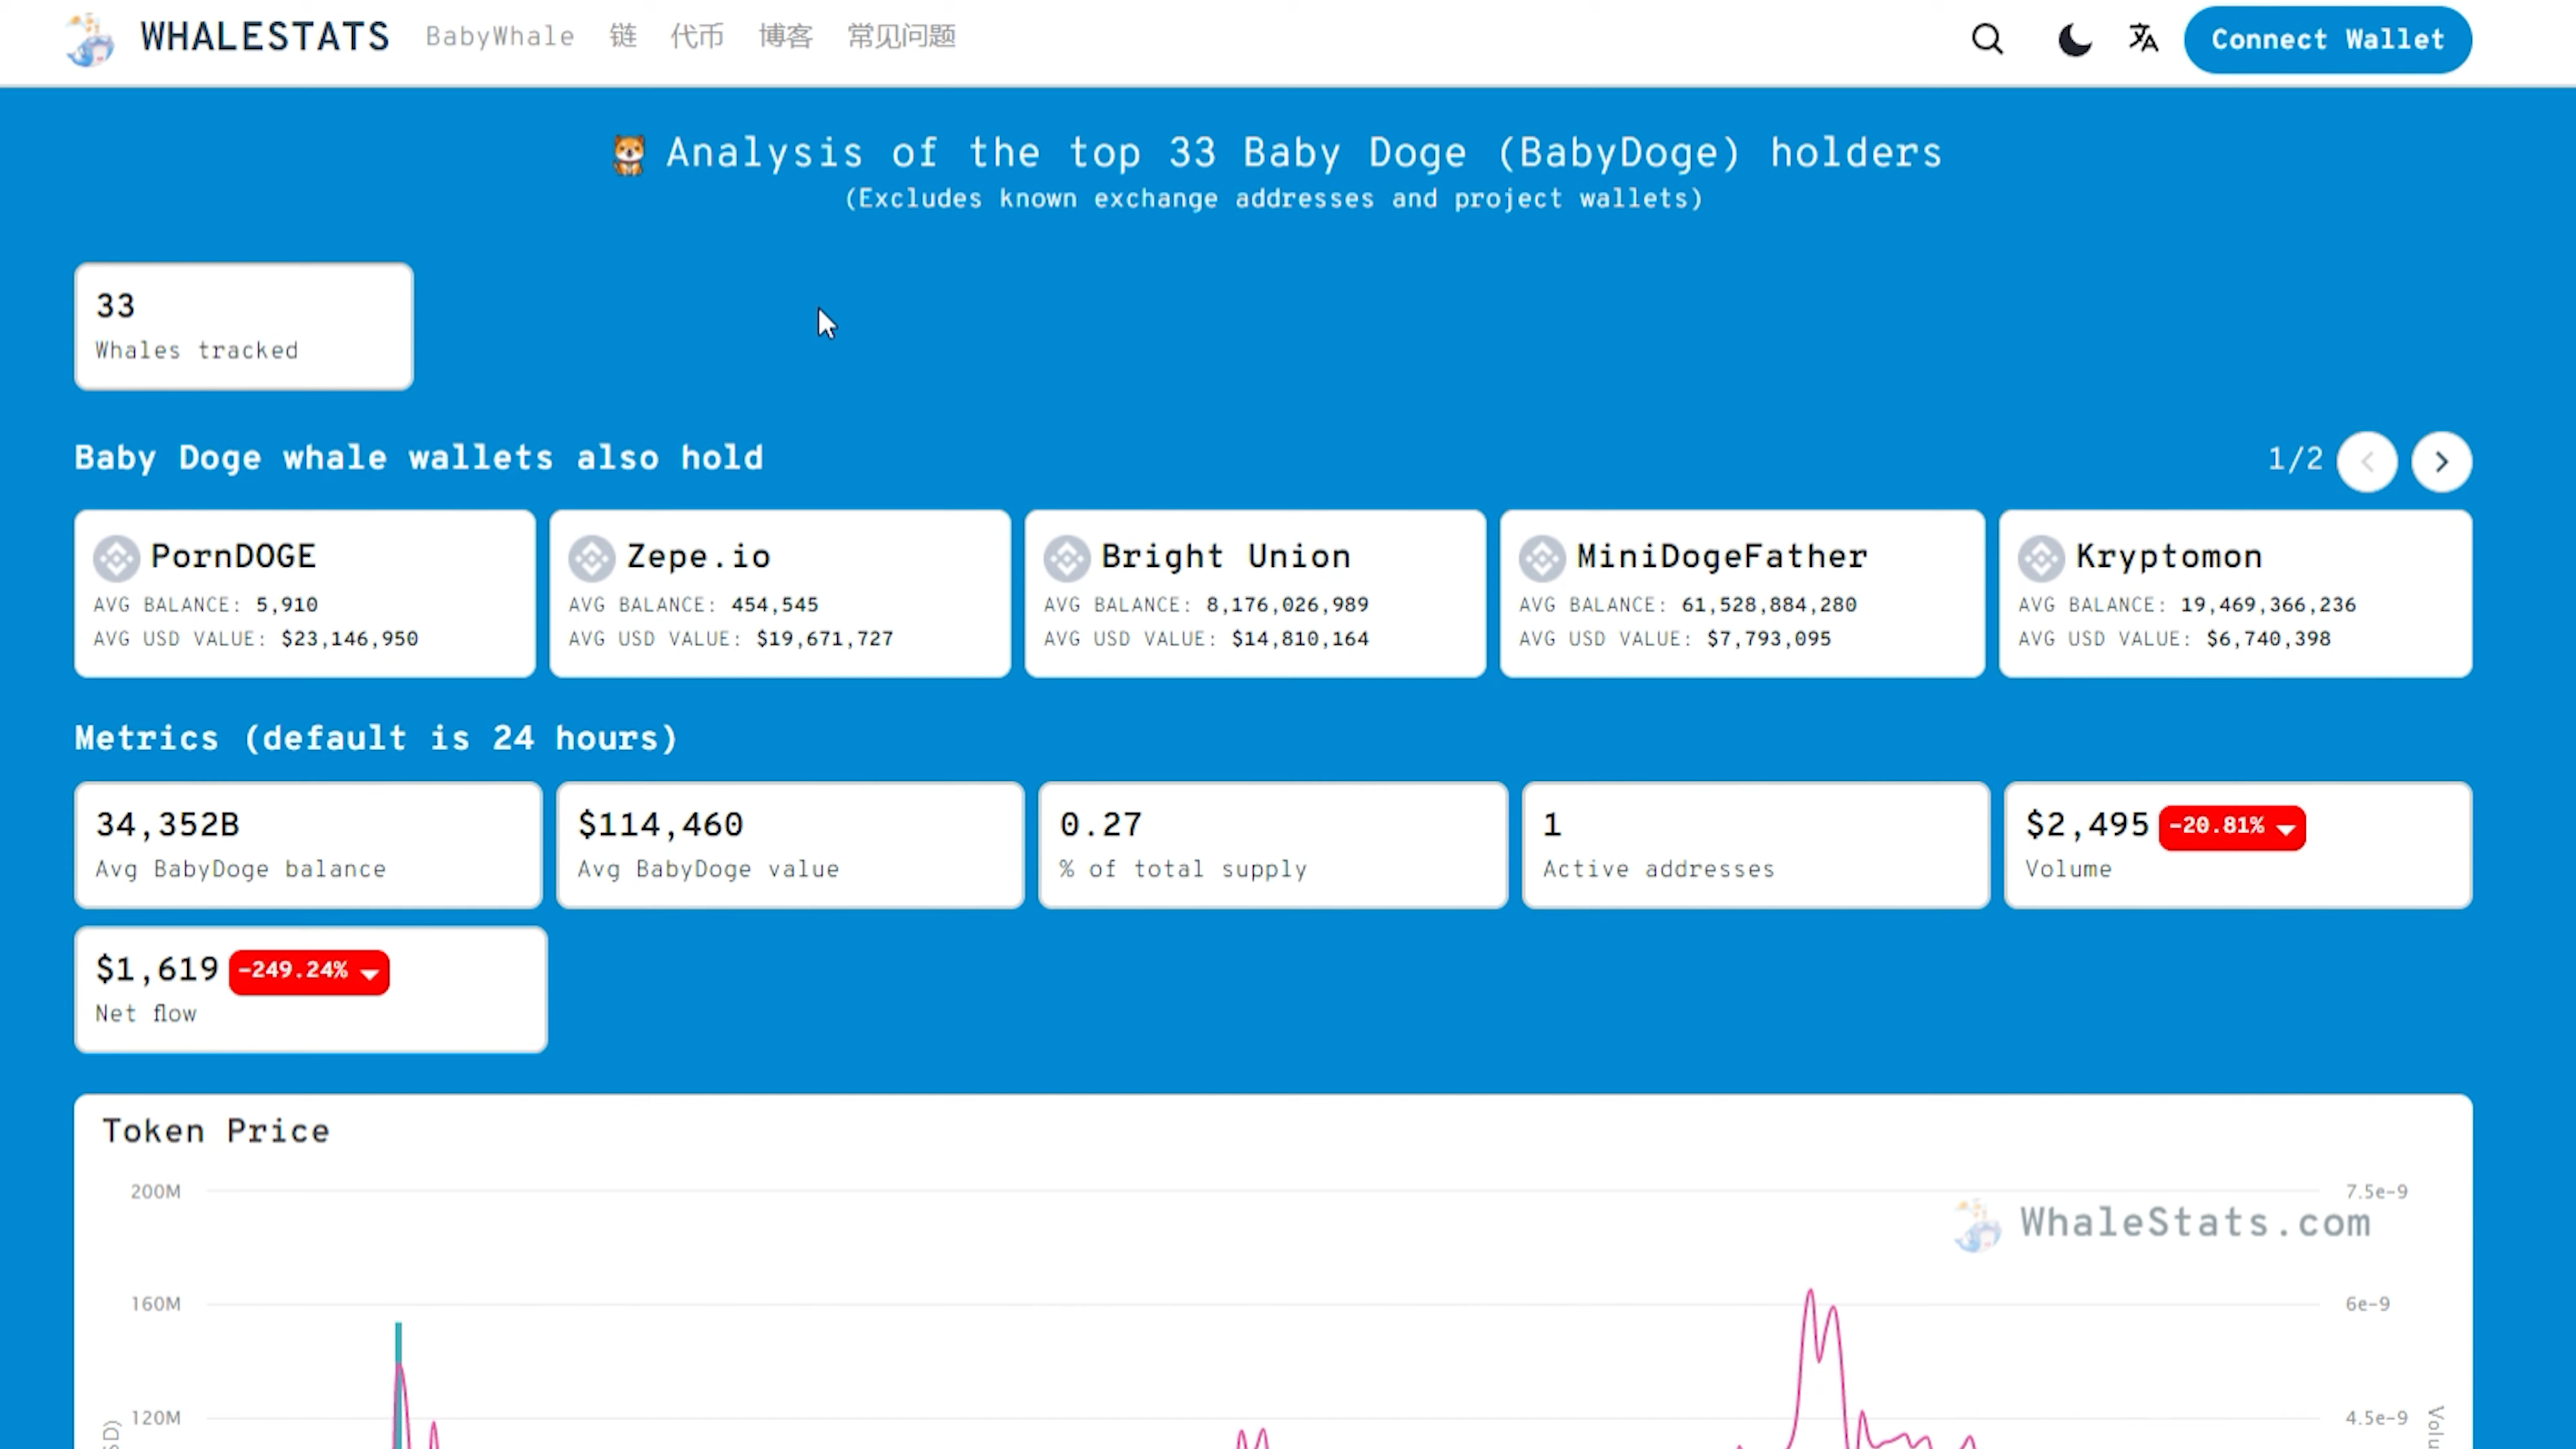 WHALESTATS BabyWhale 链 代币 博客 常见问题 Connect Wallet
Analysis of the top 33 Baby Doge (BabyDoge) holders
(Excludes known exchange addresses and project wallets)
33
Whales tracked
Baby Doge whale wallets also hold 1/2
PornDOGE
AVG BALANCE: 5,910
AVG USD VALUE: $23,146,950
Zepe.io
AVG BALANCE: 454,545
AVG USD VALUE: $19,671,727
Bright Union
AVG BALANCE: 8,176,026,989
AVG USD VALUE: $14,810,164
MiniDogeFather
AVG BALANCE: 61,528,884,280
AVG USD VALUE: $7,793,095
Kryptomon
AVG BALANCE: 19,469,366,236
AVG USD VALUE: $6,740,398
Metrics (default is 24 hours)
34,352B
Avg BabyDoge balance
$114,460
Avg BabyDoge value
0.27
% of total supply
1
Active addresses
$2,495 -20.81%
Volume
$1,619 -249.24%
Net flow
Token Price
200M 7.5e-9
WhaleStats.com
160M 6e-9
120M 4.5e-9